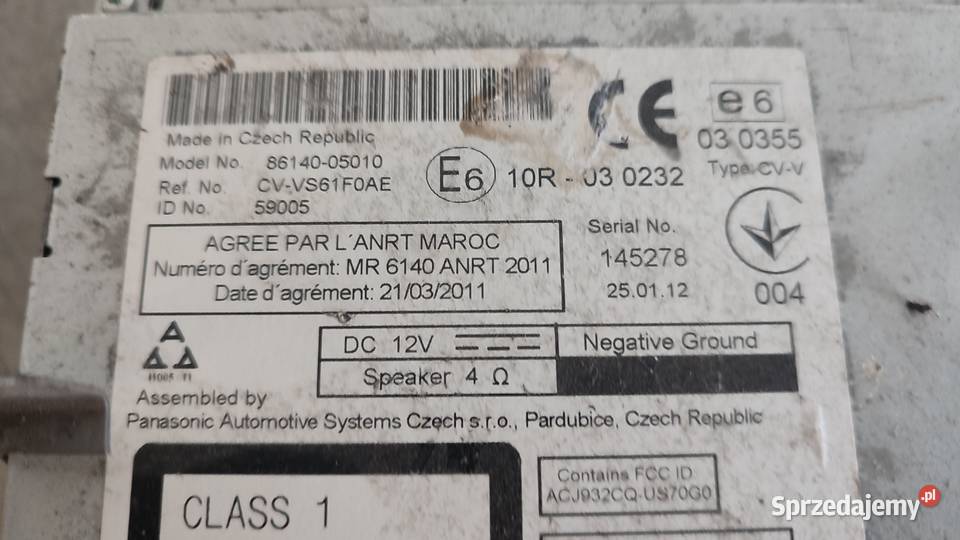 Made in Czech Republic
Model No. 86140-05010
Ref. No. CV-VS61F0AE
ID No. 59005
E6 10R - 03 0232
CE
e6
03 0355
Type: CV-V
AGREE PAR L´ANRT MAROC
Numéro d´agrément: MR 6140 ANRT 2011
Date d´agrément: 21/03/2011
Serial No.
145278
25.01.12
004
A
A A
DC 12V
Negative Ground
Speaker 4 Ω
Assembled by
Panasonic Automotive Systems Czech s.r.o., Pardubice, Czech Republic
CLASS 1
Contains FCC ID
ACJ932CQ-US70G0
Sprzedajemy.pl